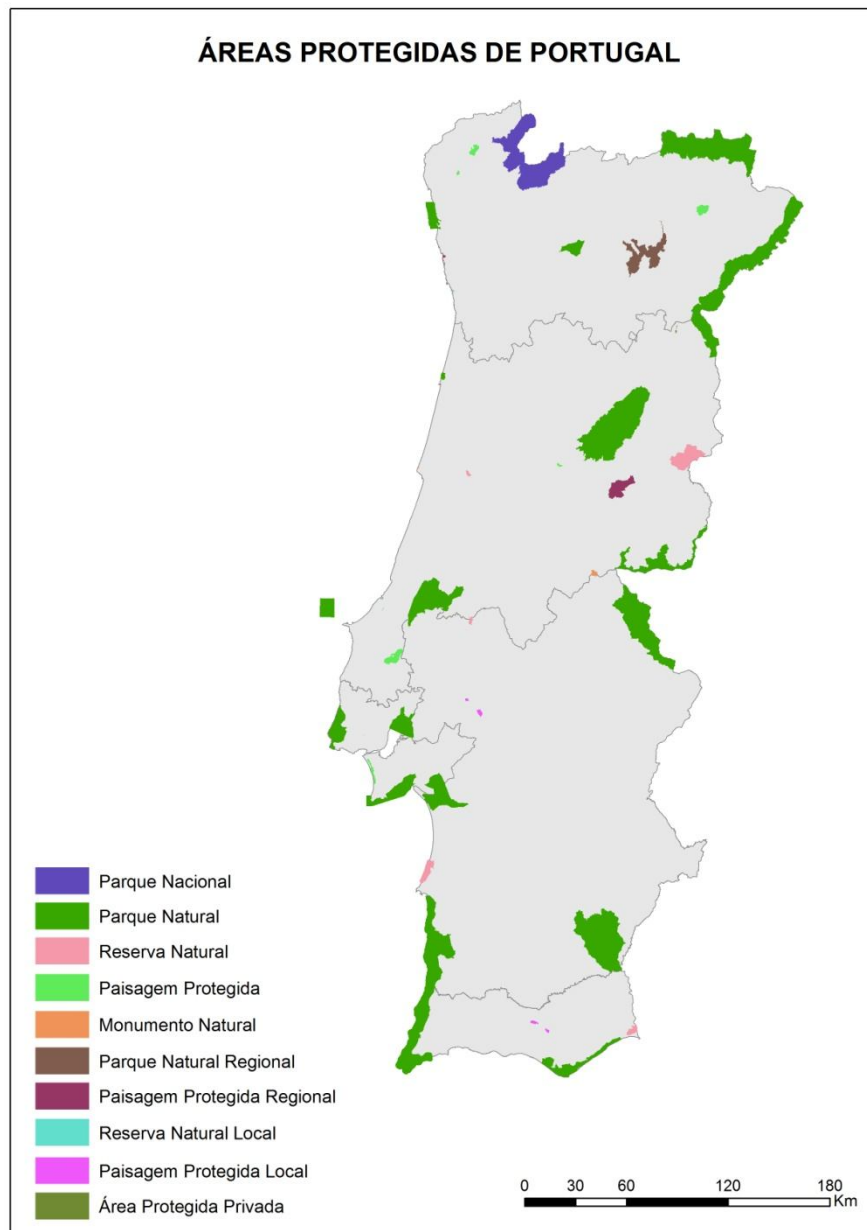 ÁREAS PROTEGIDAS DE PORTUGAL
Parque Nacional
Parque Natural
Reserva Natural
Paisagem Protegida
Monumento Natural
Parque Natural Regional
Paisagem Protegida Regional
Reserva Natural Local
Paisagem Protegida Local
Área Protegida Privada
0 30 60 120 180
Km